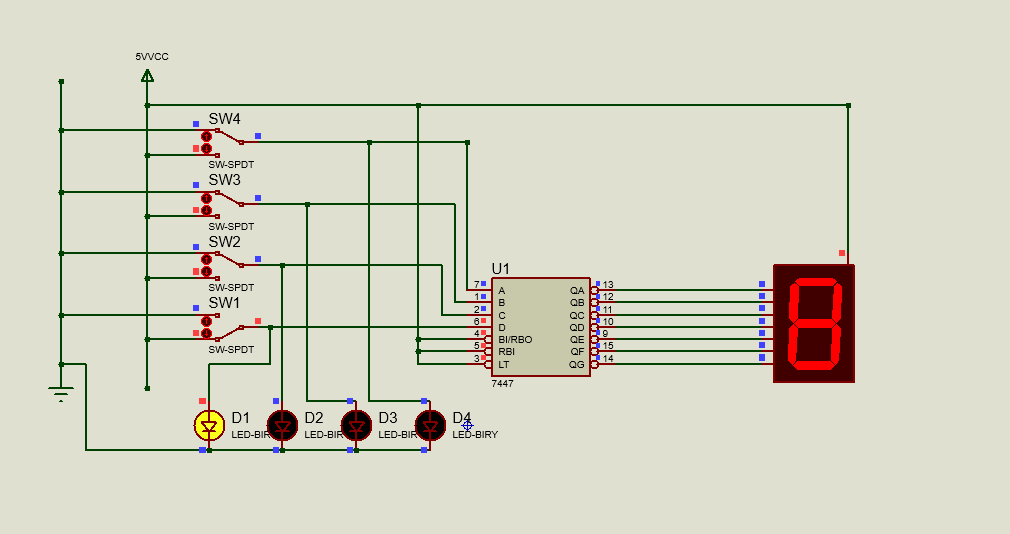 5VVCC
SW4
SW-SPDT
SW3
SW-SPDT
SW2
SW-SPDT
SW1
SW-SPDT
U1
7 A QA 13
1 B QB 12
2 C QC 11
6 D QD 10
4 BI/RBO QE 9
5 RBI QF 15
3 LT QG 14
7447
8
D1 D2 D3 D4
LED-BIR LED-BIR LED-BIR LED-BIRY